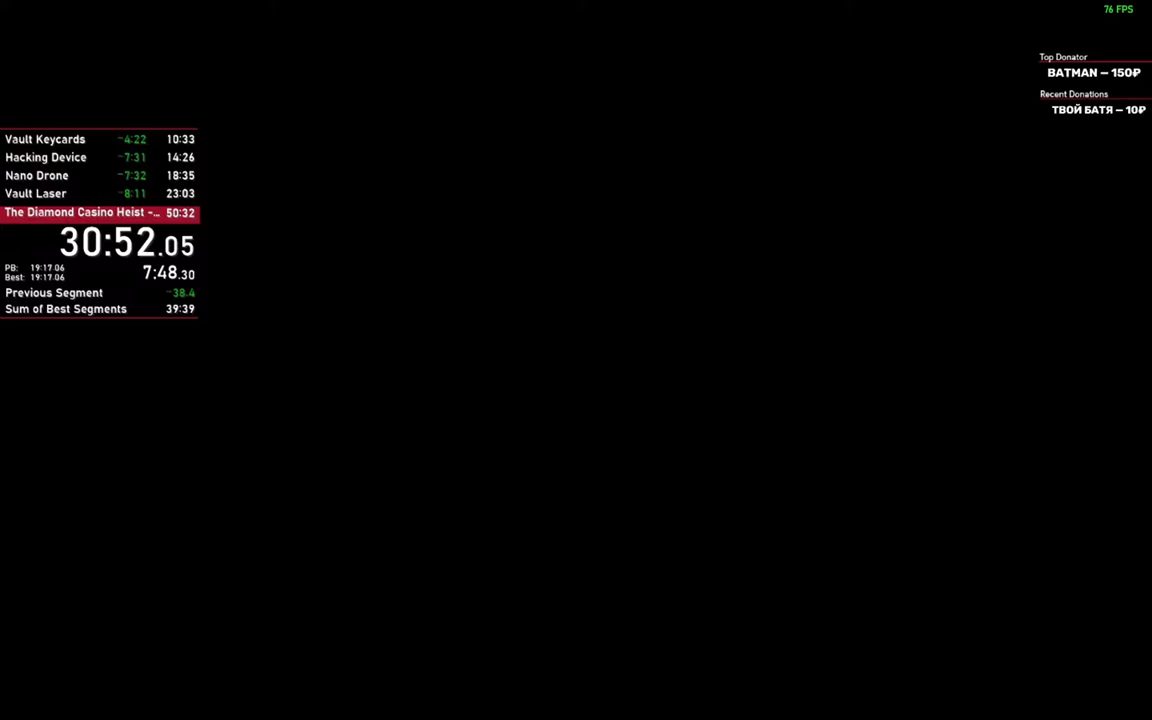 76 FPS
Top Donator
BATMAN – 150₽
Recent Donations
ТВОЙ БАТЯ – 10₽
Vault Keycards −4:22 10:33
Hacking Device −7:31 14:26
Nano Drone −7:32 18:35
Vault Laser −8:11 23:03
The Diamond Casino Heist -... 50:32
30:52.05
PB: 19:17.06
Best: 19:17.06
7:48.30
Previous Segment −38.4
Sum of Best Segments 39:39